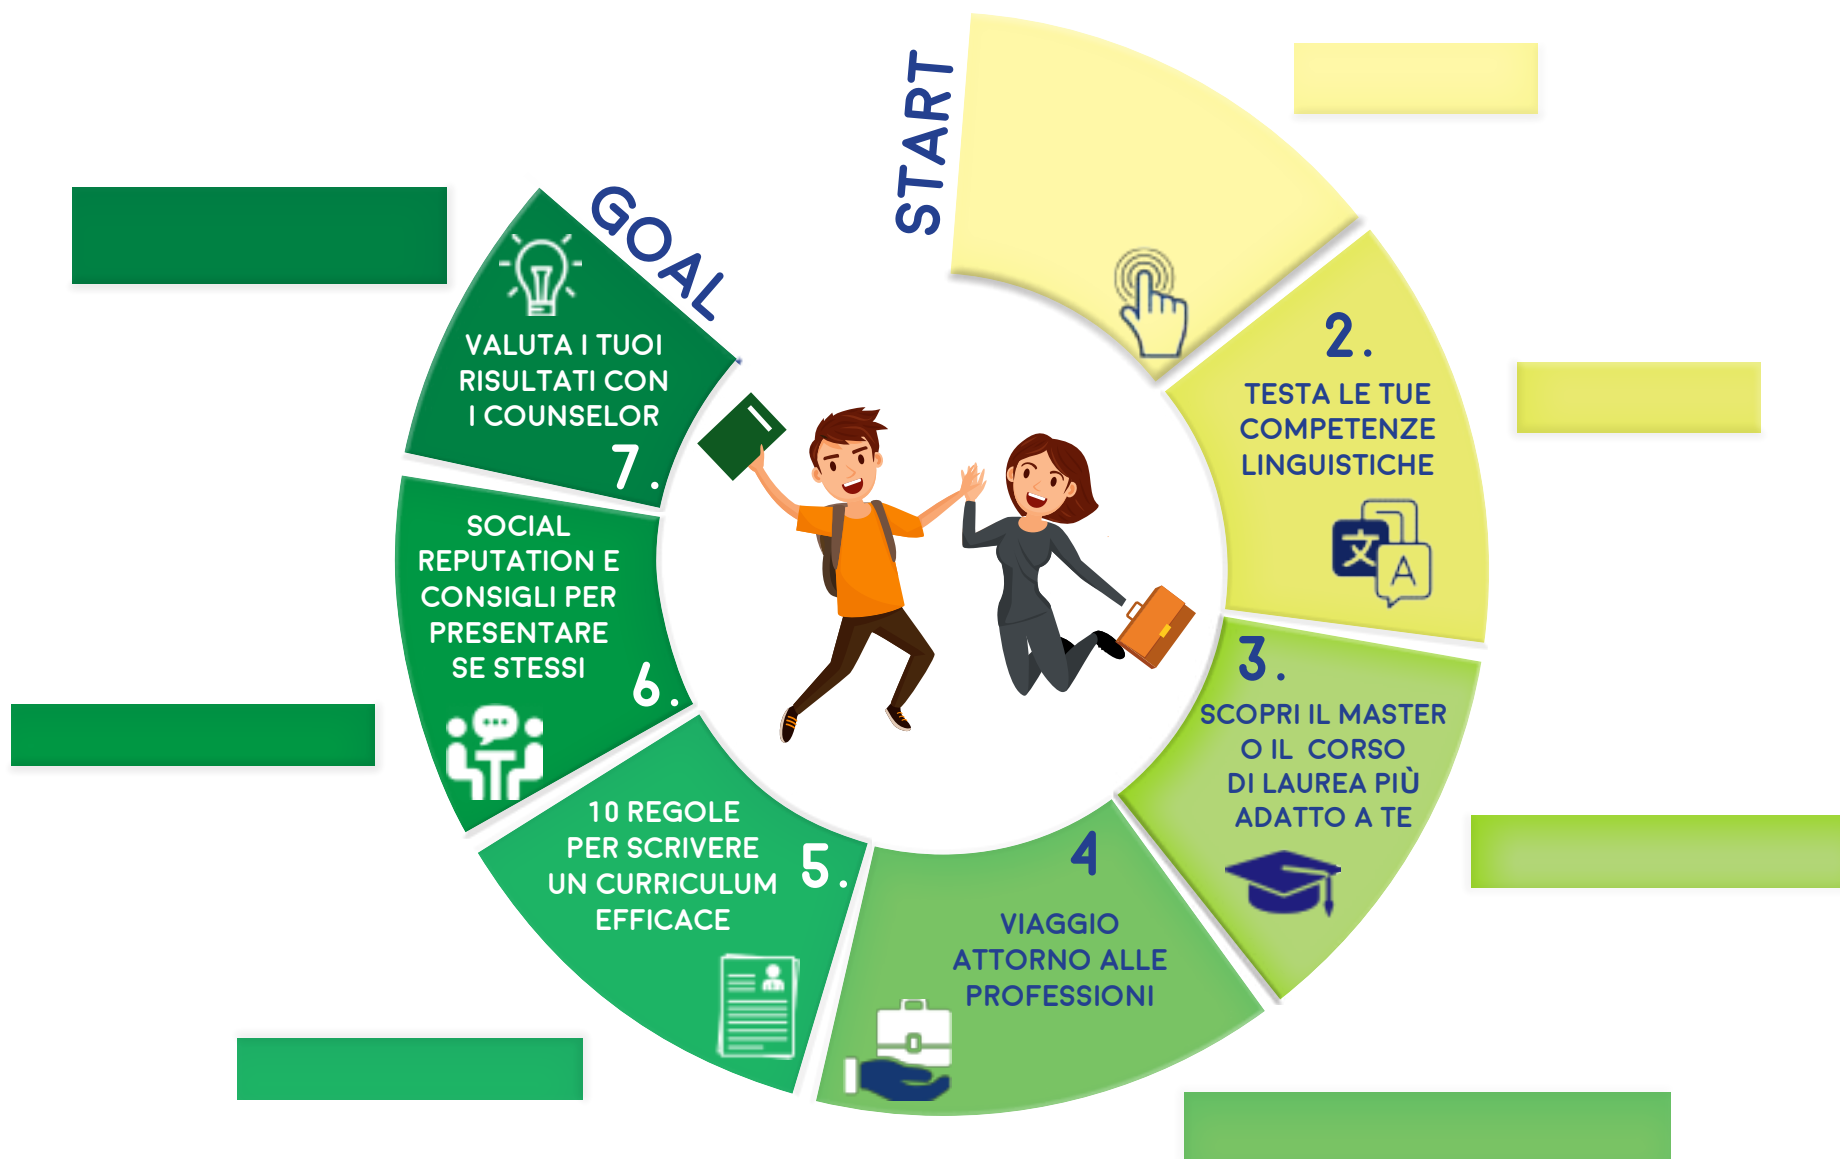 START
2.
TESTA LE TUE
COMPETENZE
LINGUISTICHE
文
A
3.
SCOPRI IL MASTER
O IL CORSO
DI LAUREA PIÙ
ADATTO A TE
4
VIAGGIO
ATTORNO ALLE
PROFESSIONI
5.
10 REGOLE
PER SCRIVERE
UN CURRICULUM
EFFICACE
6.
SOCIAL
REPUTATION E
CONSIGLI PER
PRESENTARE
SE STESSI
7.
VALUTA I TUOI
RISULTATI CON
I COUNSELOR
GOAL